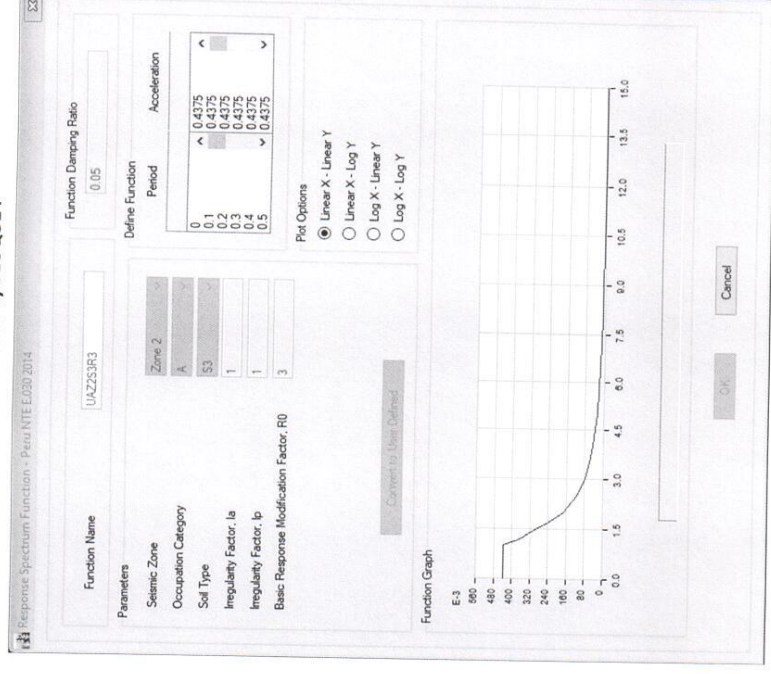 Response Spectrum Function - Peru NTE E.030 2014
Function Name
UAZ2S3R3
Function Damping Ratio
0.05
Parameters
Seismic Zone
Zone 2
Occupation Category
A
Soil Type
S3
Irregularity Factor, Ia
1
Irregularity Factor, Ip
1
Basic Response Modification Factor, R0
3
Convert to User Defined
Define Function
Period
Acceleration
0
0.4375
0.1
0.4375
0.2
0.4375
0.3
0.4375
0.4
0.4375
0.5
0.4375
Plot Options
Linear X - Linear Y
Linear X - Log Y
Log X - Linear Y
Log X - Log Y
Function Graph
E-3
560
480
400
320
240
160
80
0
0.0
1.5
3.0
4.5
6.0
7.5
9.0
10.5
12.0
13.5
15.0
OK
Cancel